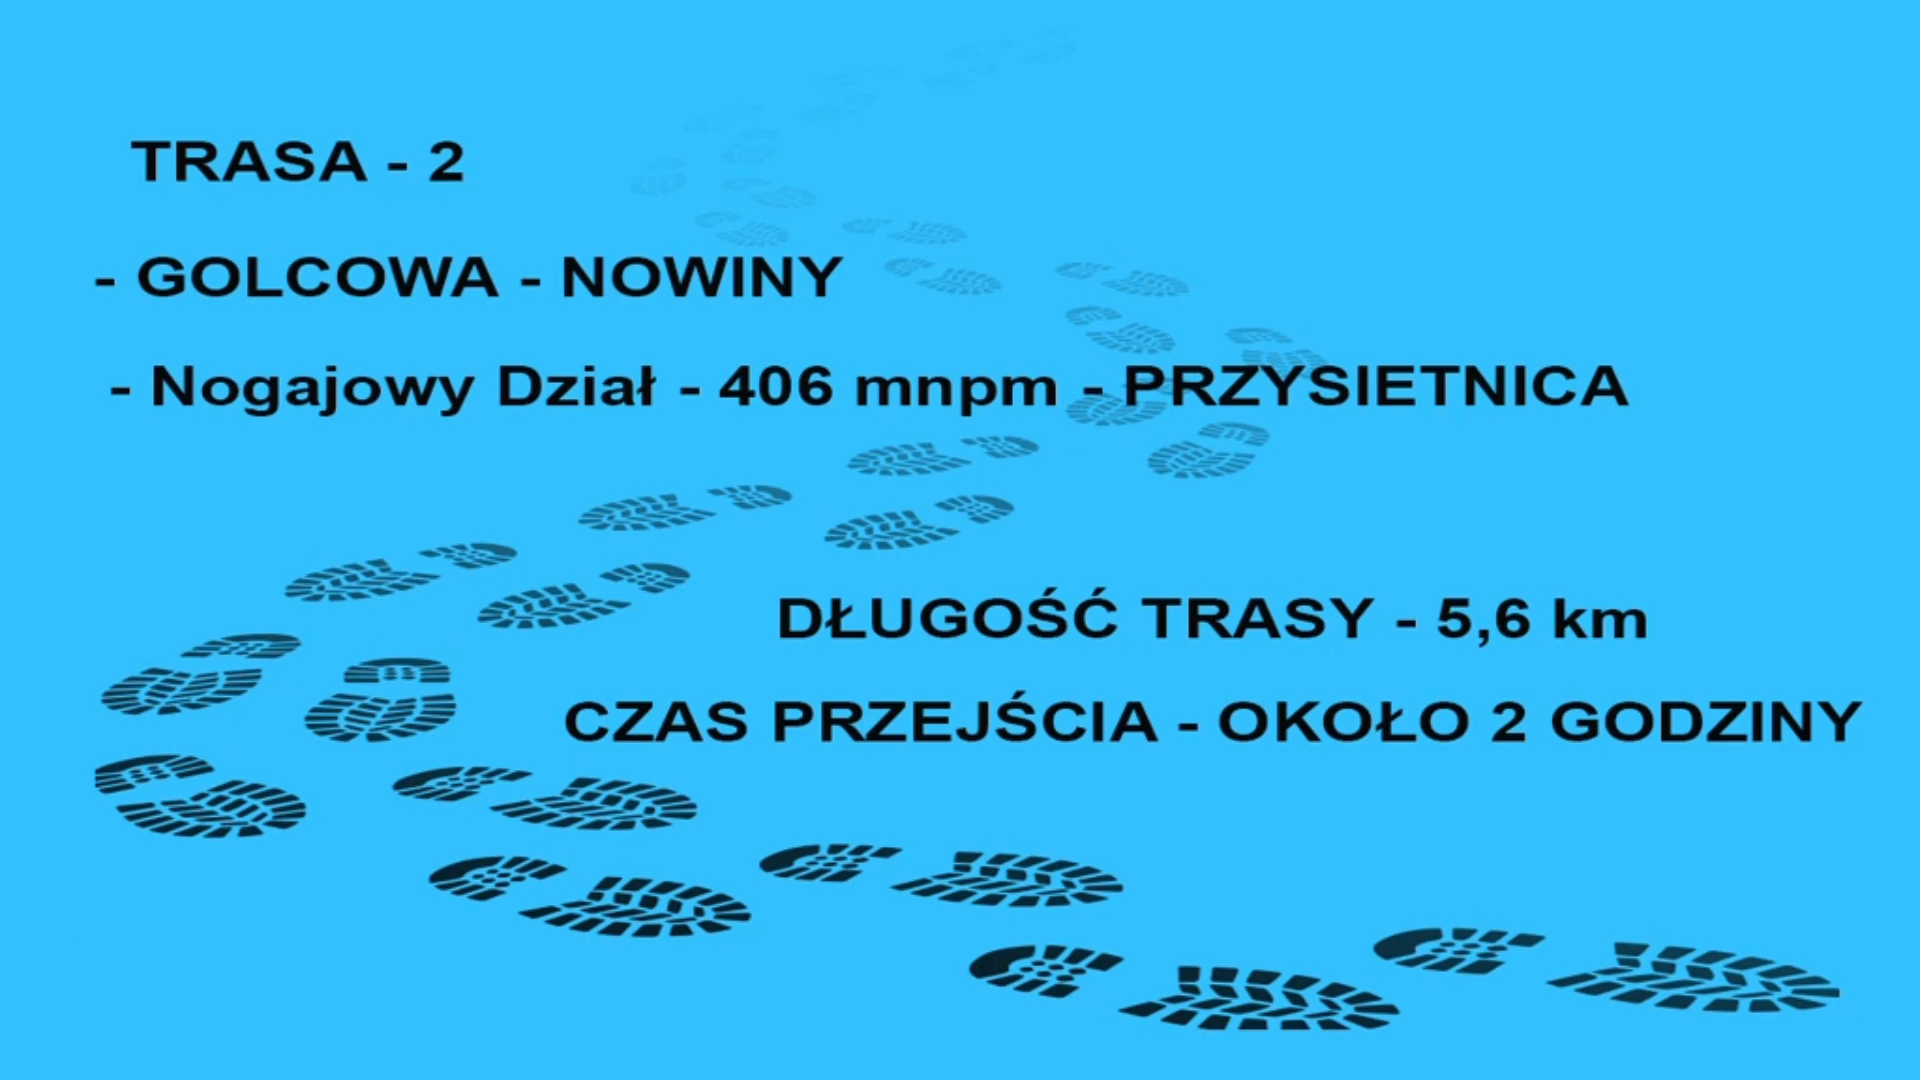 TRASA - 2
- GOLCOWA - NOWINY
- Nogajowy Dział - 406 mnpm - PRZYSIETNICA
DŁUGOŚĆ TRASY - 5,6 km
CZAS PRZEJŚCIA - OKOŁO 2 GODZINY